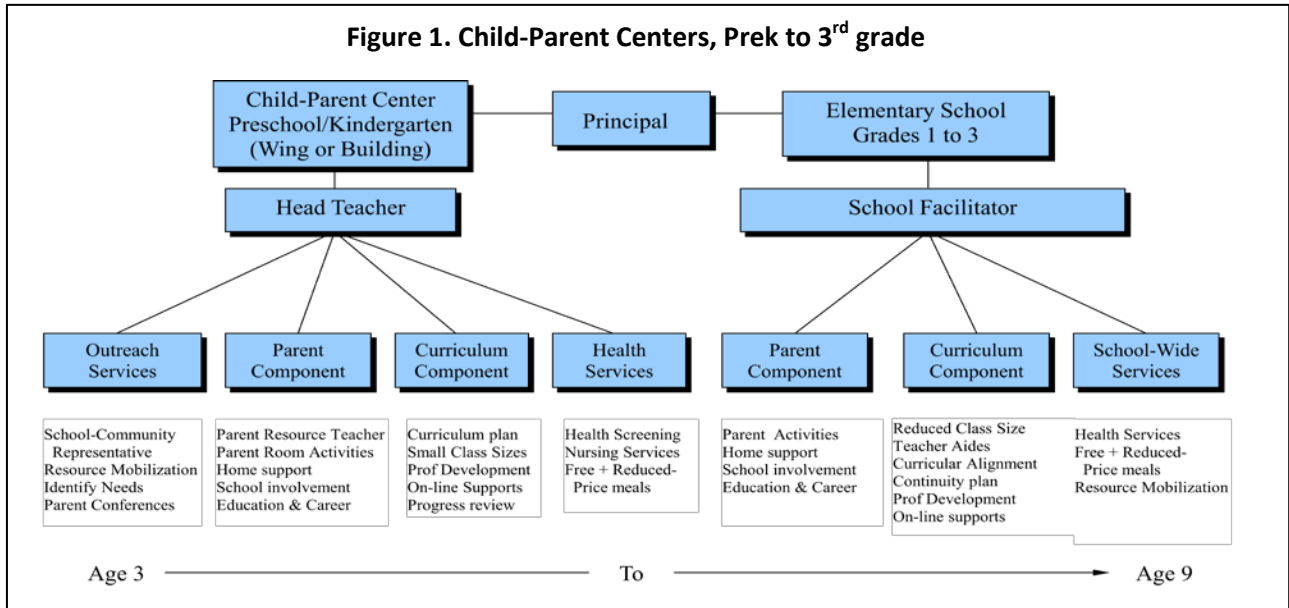 Figure 1. Child-Parent Centers, Prek to 3rd grade
Child-Parent Center
Preschool/Kindergarten
(Wing or Building)
Principal
Elementary School
Grades 1 to 3
Head Teacher
School Facilitator
Outreach
Services
Parent
Component
Curriculum
Component
Health
Services
Parent
Component
Curriculum
Component
School-Wide
Services
School-Community
Representative
Resource Mobilization
Identify Needs
Parent Conferences
Parent Resource Teacher
Parent Room Activities
Home support
School involvement
Education & Career
Curriculum plan
Small Class Sizes
Prof Development
On-line Supports
Progress review
Health Screening
Nursing Services
Free + Reduced-
Price meals
Parent Activities
Home support
School involvement
Education & Career
Reduced Class Size
Teacher Aides
Curricular Alignment
Continuity plan
Prof Development
On-line supports
Health Services
Free + Reduced-
Price meals
Resource Mobilization
Age 3
To
Age 9